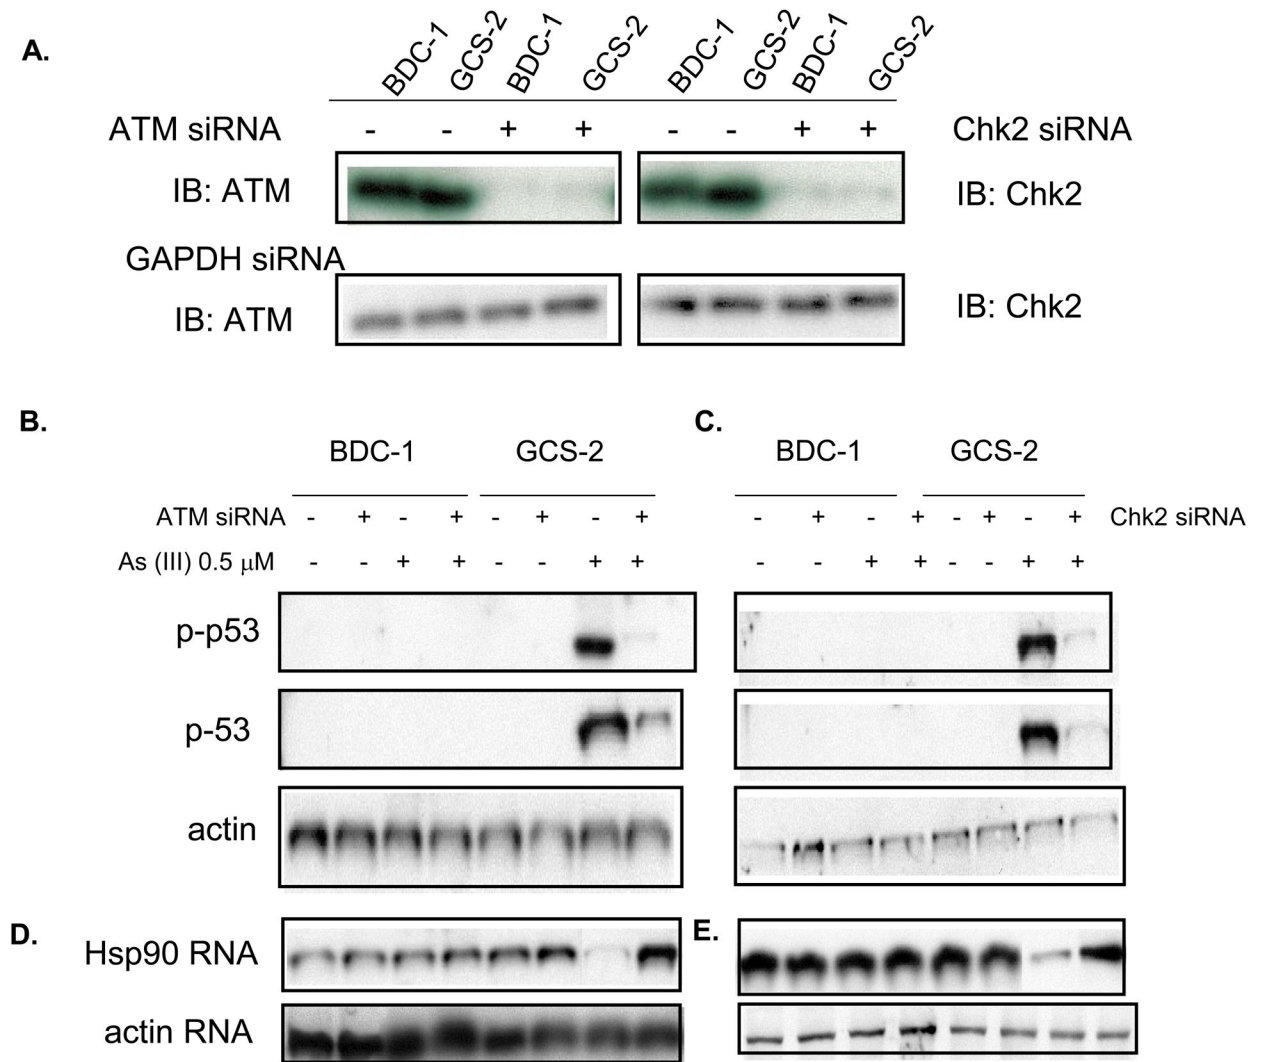 A.
BDC-1 GCS-2 BDC-1 GCS-2 BDC-1 GCS-2 BDC-1 GCS-2
ATM siRNA - - + + - - + + Chk2 siRNA
IB: ATM IB: Chk2
GAPDH siRNA
IB: ATM IB: Chk2
B. C.
BDC-1 GCS-2 BDC-1 GCS-2
ATM siRNA - + - + - + - + - + - + - + - + Chk2 siRNA
As (III) 0.5 μM - - + + - - + + - - + + - - + +
p-p53
p-53
actin
D. E.
Hsp90 RNA
actin RNA